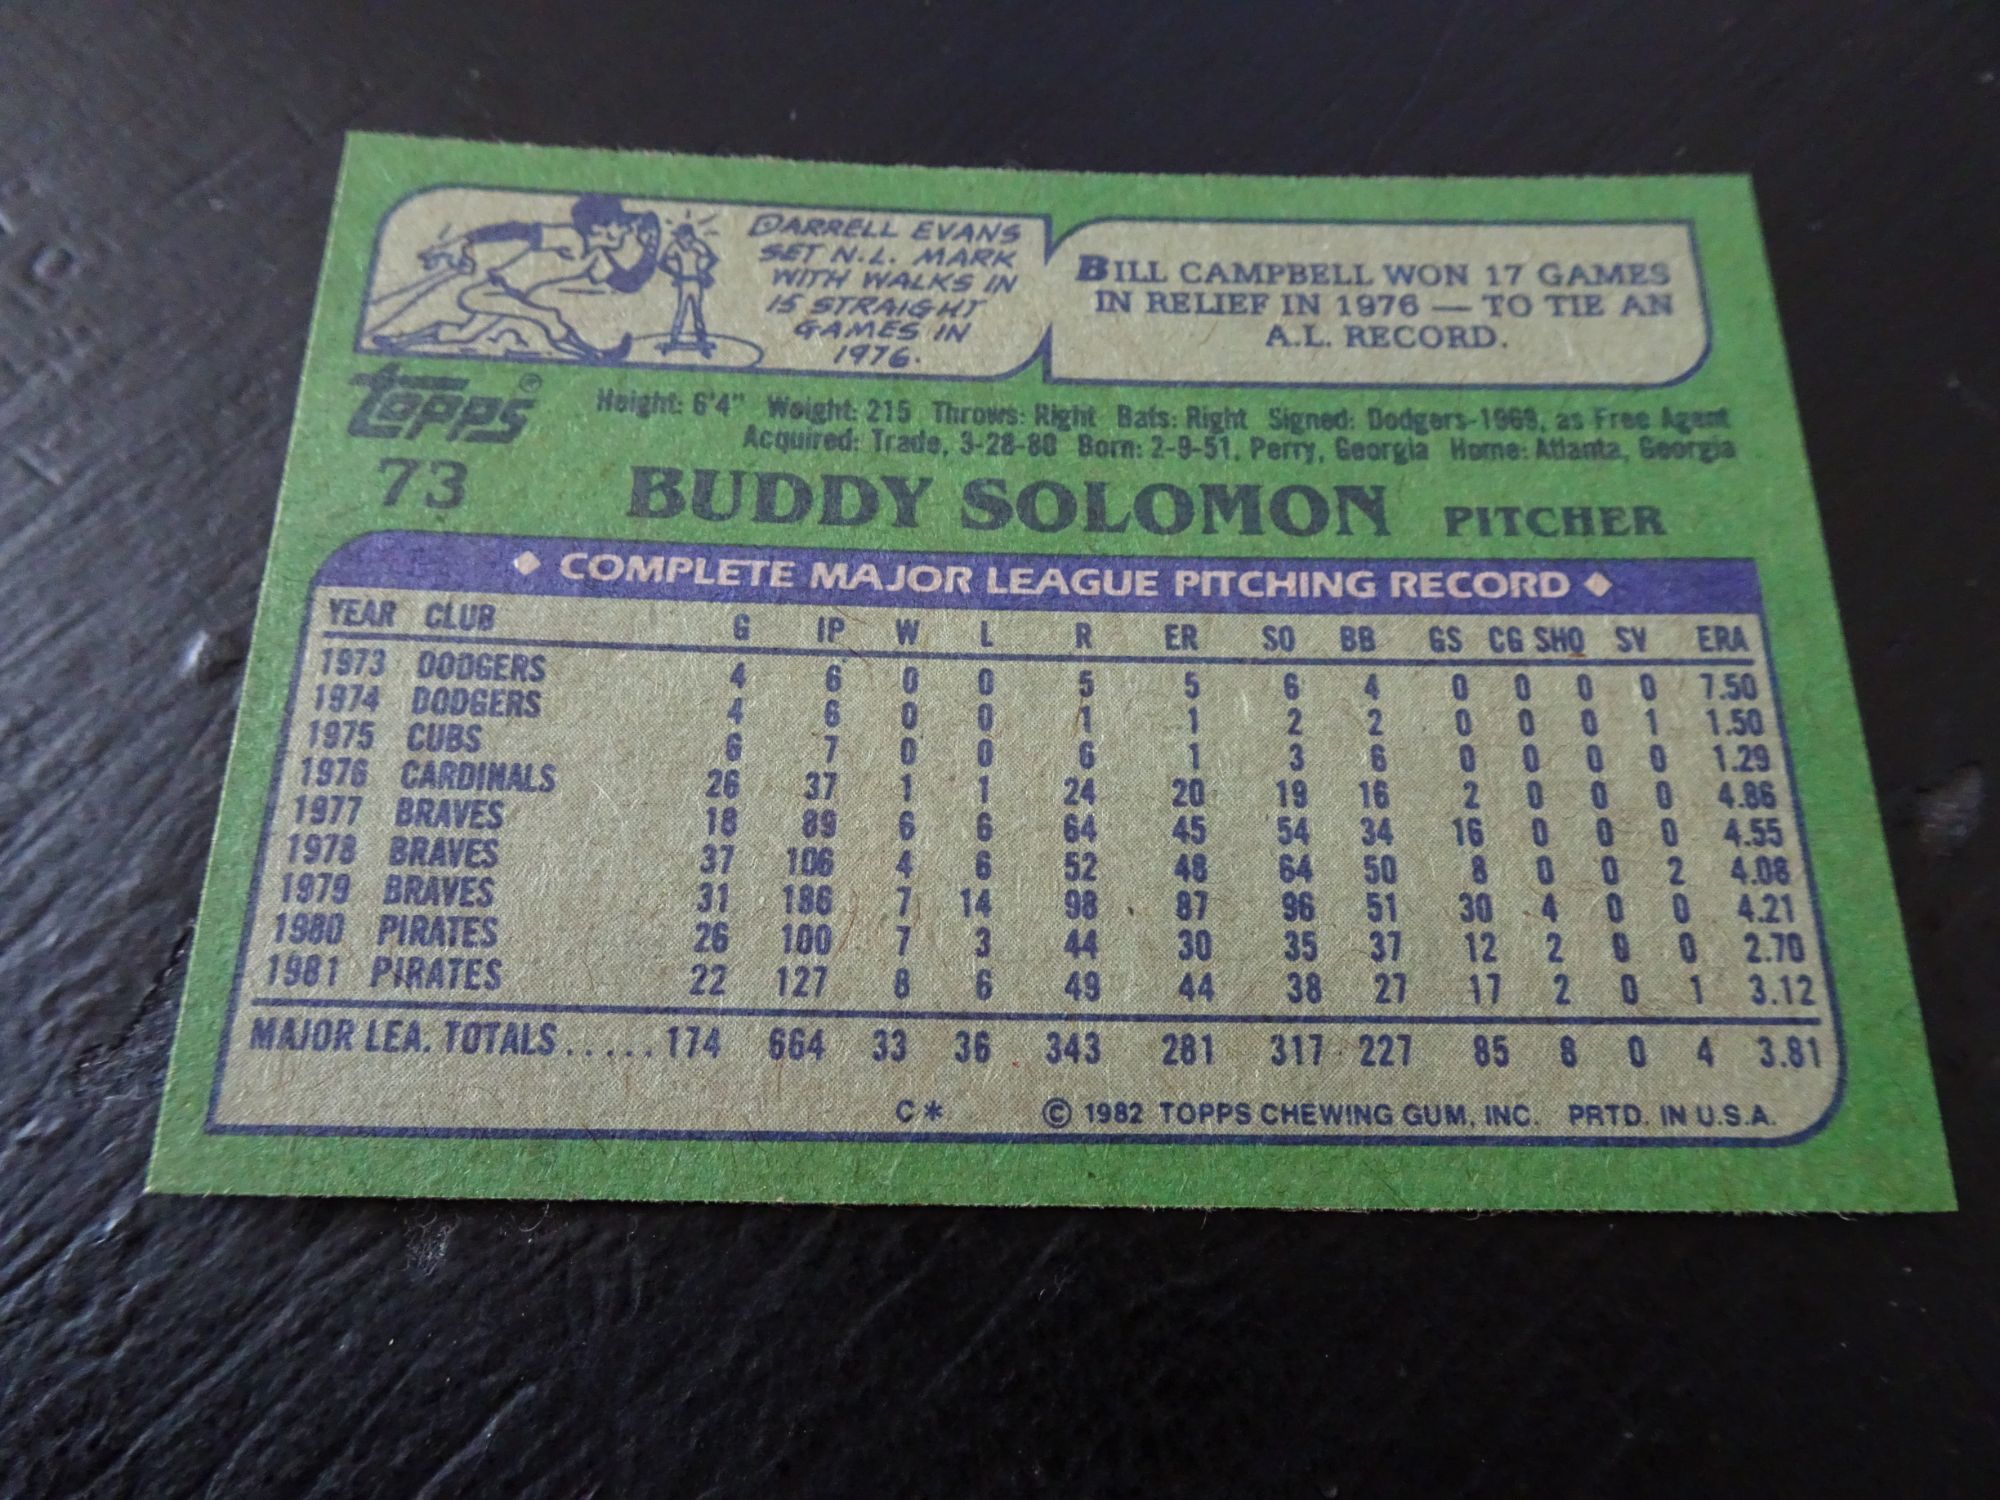 DARRELL EVANS
SET N.L. MARK
WITH WALKS IN
15 STRAIGHT
GAMES IN
1976.
BILL CAMPBELL WON 17 GAMES
IN RELIEF IN 1976 — TO TIE AN
A.L. RECORD.
Topps®
Height: 6'4" Weight: 215 Throws: Right Bats: Right Signed: Dodgers-1969, as Free Agent
Acquired: Trade, 3-28-80 Born: 2-9-51, Perry, Georgia Home: Atlanta, Georgia
73 BUDDY SOLOMON PITCHER
◆ COMPLETE MAJOR LEAGUE PITCHING RECORD ◆
YEAR CLUB G IP W L R ER SO BB GS CG SHO SV ERA
1973 DODGERS 4 6 0 0 5 5 6 4 0 0 0 0 7.50
1974 DODGERS 4 6 0 0 1 1 2 2 0 0 0 1 1.50
1975 CUBS 6 7 0 0 6 1 3 6 0 0 0 0 1.29
1976 CARDINALS 26 37 1 1 24 20 19 16 2 0 0 0 4.86
1977 BRAVES 18 89 6 6 64 45 54 34 16 0 0 0 4.55
1978 BRAVES 37 106 4 6 52 48 64 50 8 0 0 2 4.08
1979 BRAVES 31 186 7 14 98 87 96 51 30 4 0 0 4.21
1980 PIRATES 26 100 7 3 44 30 35 37 12 2 0 0 2.70
1981 PIRATES 22 127 8 6 49 44 38 27 17 2 0 1 3.12
MAJOR LEA. TOTALS..... 174 664 33 36 343 281 317 227 85 8 0 4 3.81
C* © 1982 TOPPS CHEWING GUM, INC. PRTD. IN U.S.A.